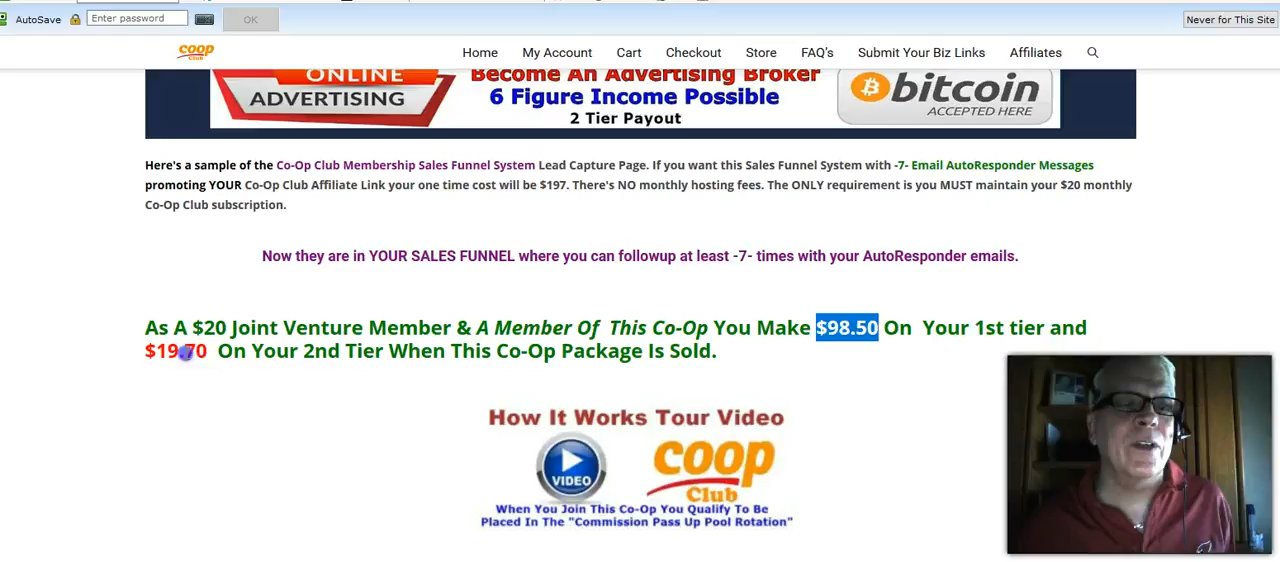 AutoSave
Enter password
OK
Never for This Site
coop
Club
Home My Account Cart Checkout Store FAQ's Submit Your Biz Links Affiliates
ONLINE
ADVERTISING
Become An Advertising Broker
6 Figure Income Possible
2 Tier Payout
bitcoin
ACCEPTED HERE
Here's a sample of the Co-Op Club Membership Sales Funnel System Lead Capture Page. If you want this Sales Funnel System with -7- Email AutoResponder Messages
promoting YOUR Co-Op Club Affiliate Link your one time cost will be $197. There's NO monthly hosting fees. The ONLY requirement is you MUST maintain your $20 monthly
Co-Op Club subscription.
Now they are in YOUR SALES FUNNEL where you can followup at least -7- times with your AutoResponder emails.
As A $20 Joint Venture Member & A Member Of This Co-Op You Make $98.50 On Your 1st tier and
$19.70 On Your 2nd Tier When This Co-Op Package Is Sold.
How It Works Tour Video
VIDEO
coop
Club
When You Join This Co-Op You Qualify To Be
Placed In The "Commission Pass Up Pool Rotation"